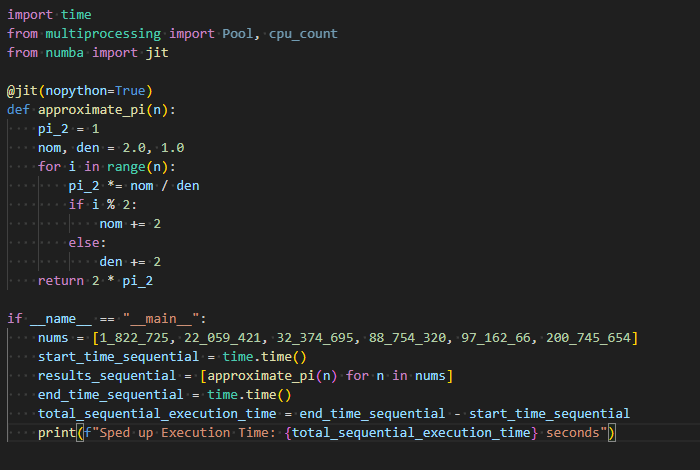 import time
from multiprocessing import Pool, cpu_count
from numba import jit

@jit(nopython=True)
def approximate_pi(n):
    pi_2 = 1
    nom, den = 2.0, 1.0
    for i in range(n):
        pi_2 *= nom / den
        if i % 2:
            nom += 2
        else:
            den += 2
    return 2 * pi_2

if __name__ == "__main__":
    nums = [1_822_725, 22_059_421, 32_374_695, 88_754_320, 97_162_66, 200_745_654]
    start_time_sequential = time.time()
    results_sequential = [approximate_pi(n) for n in nums]
    end_time_sequential = time.time()
    total_sequential_execution_time = end_time_sequential - start_time_sequential
    print(f"Sped up Execution Time: {total_sequential_execution_time} seconds")